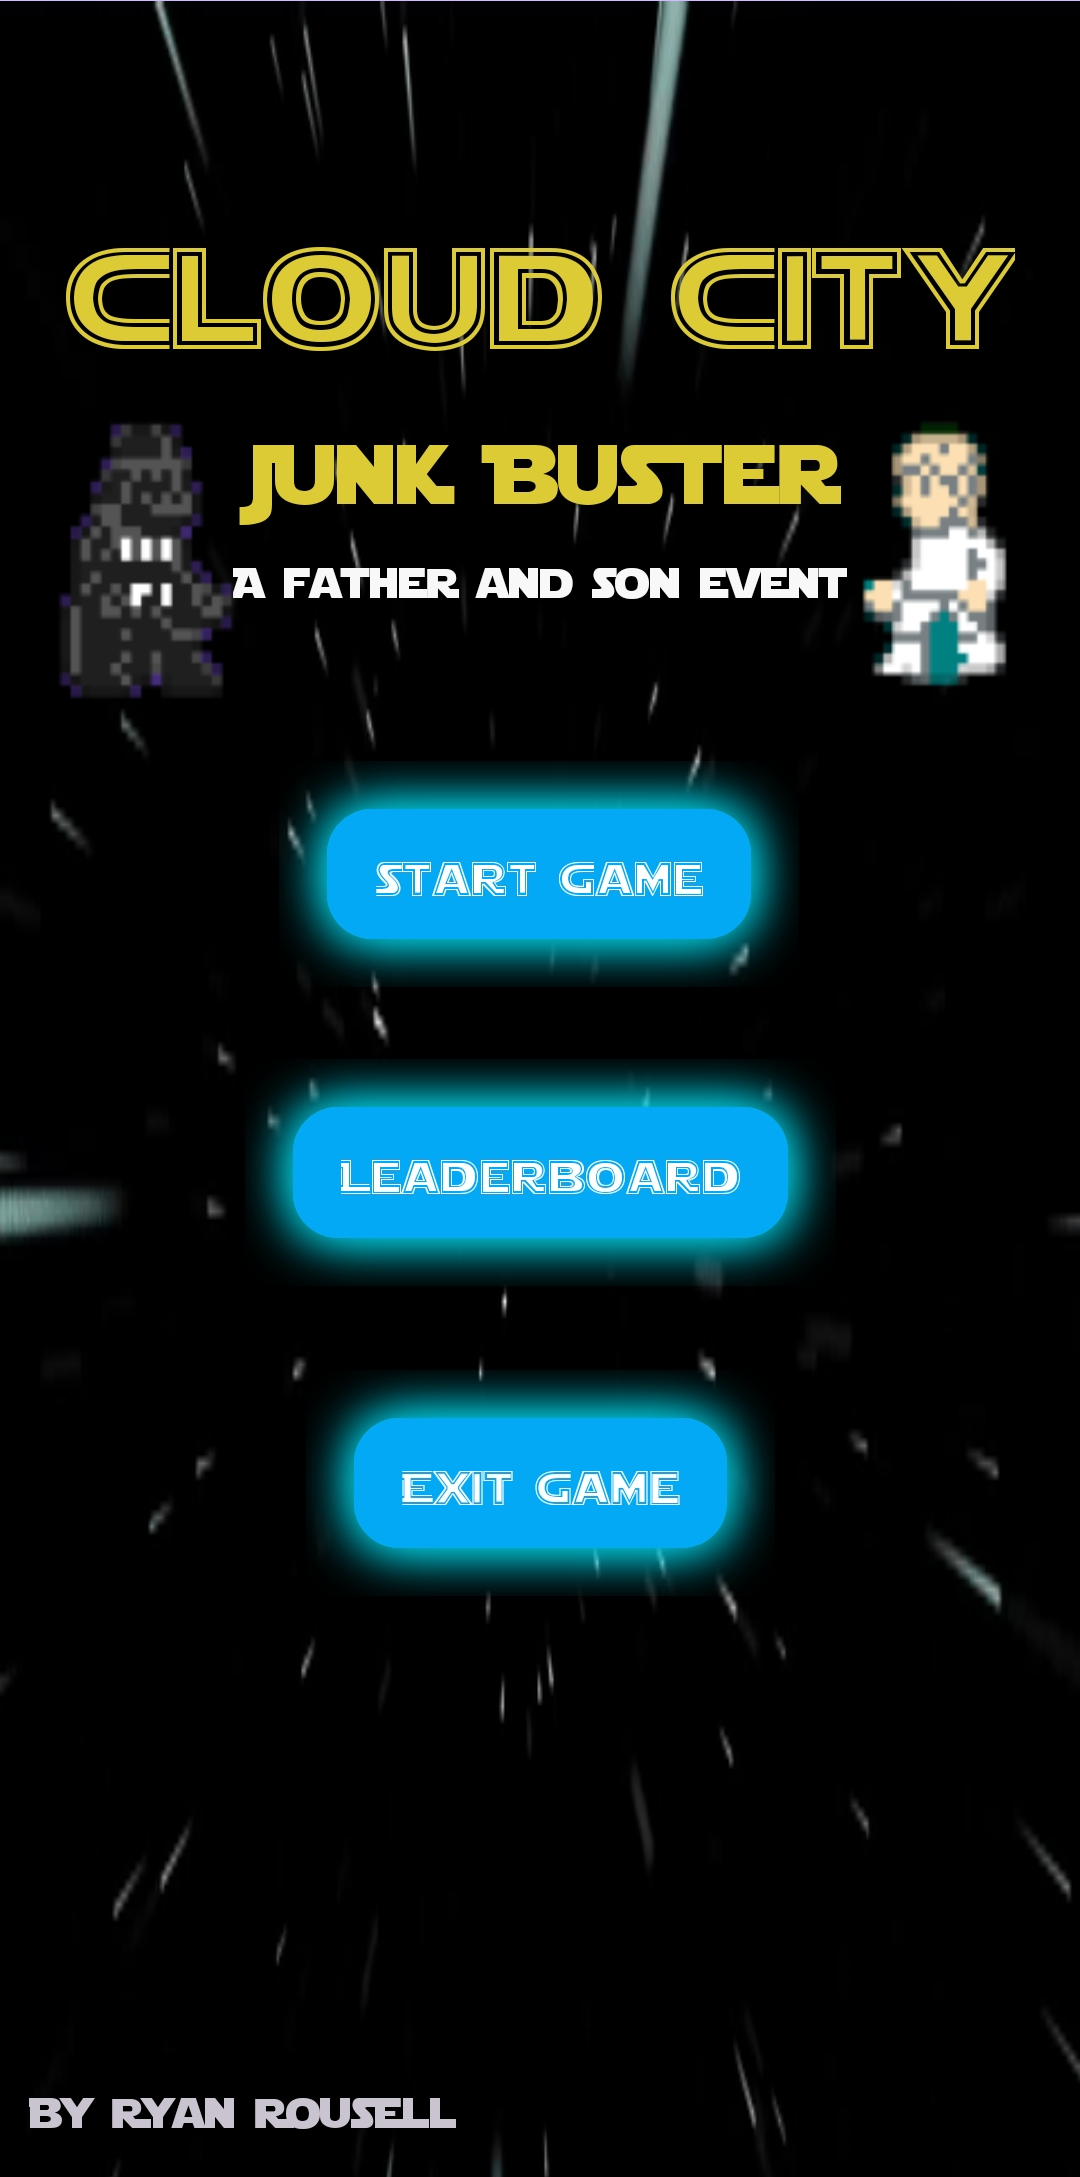 CLOUD CITY
JUNK BUSTER
A FATHER AND SON EVENT
START GAME
LEADERBOARD
EXIT GAME
BY RYAN ROUSELL